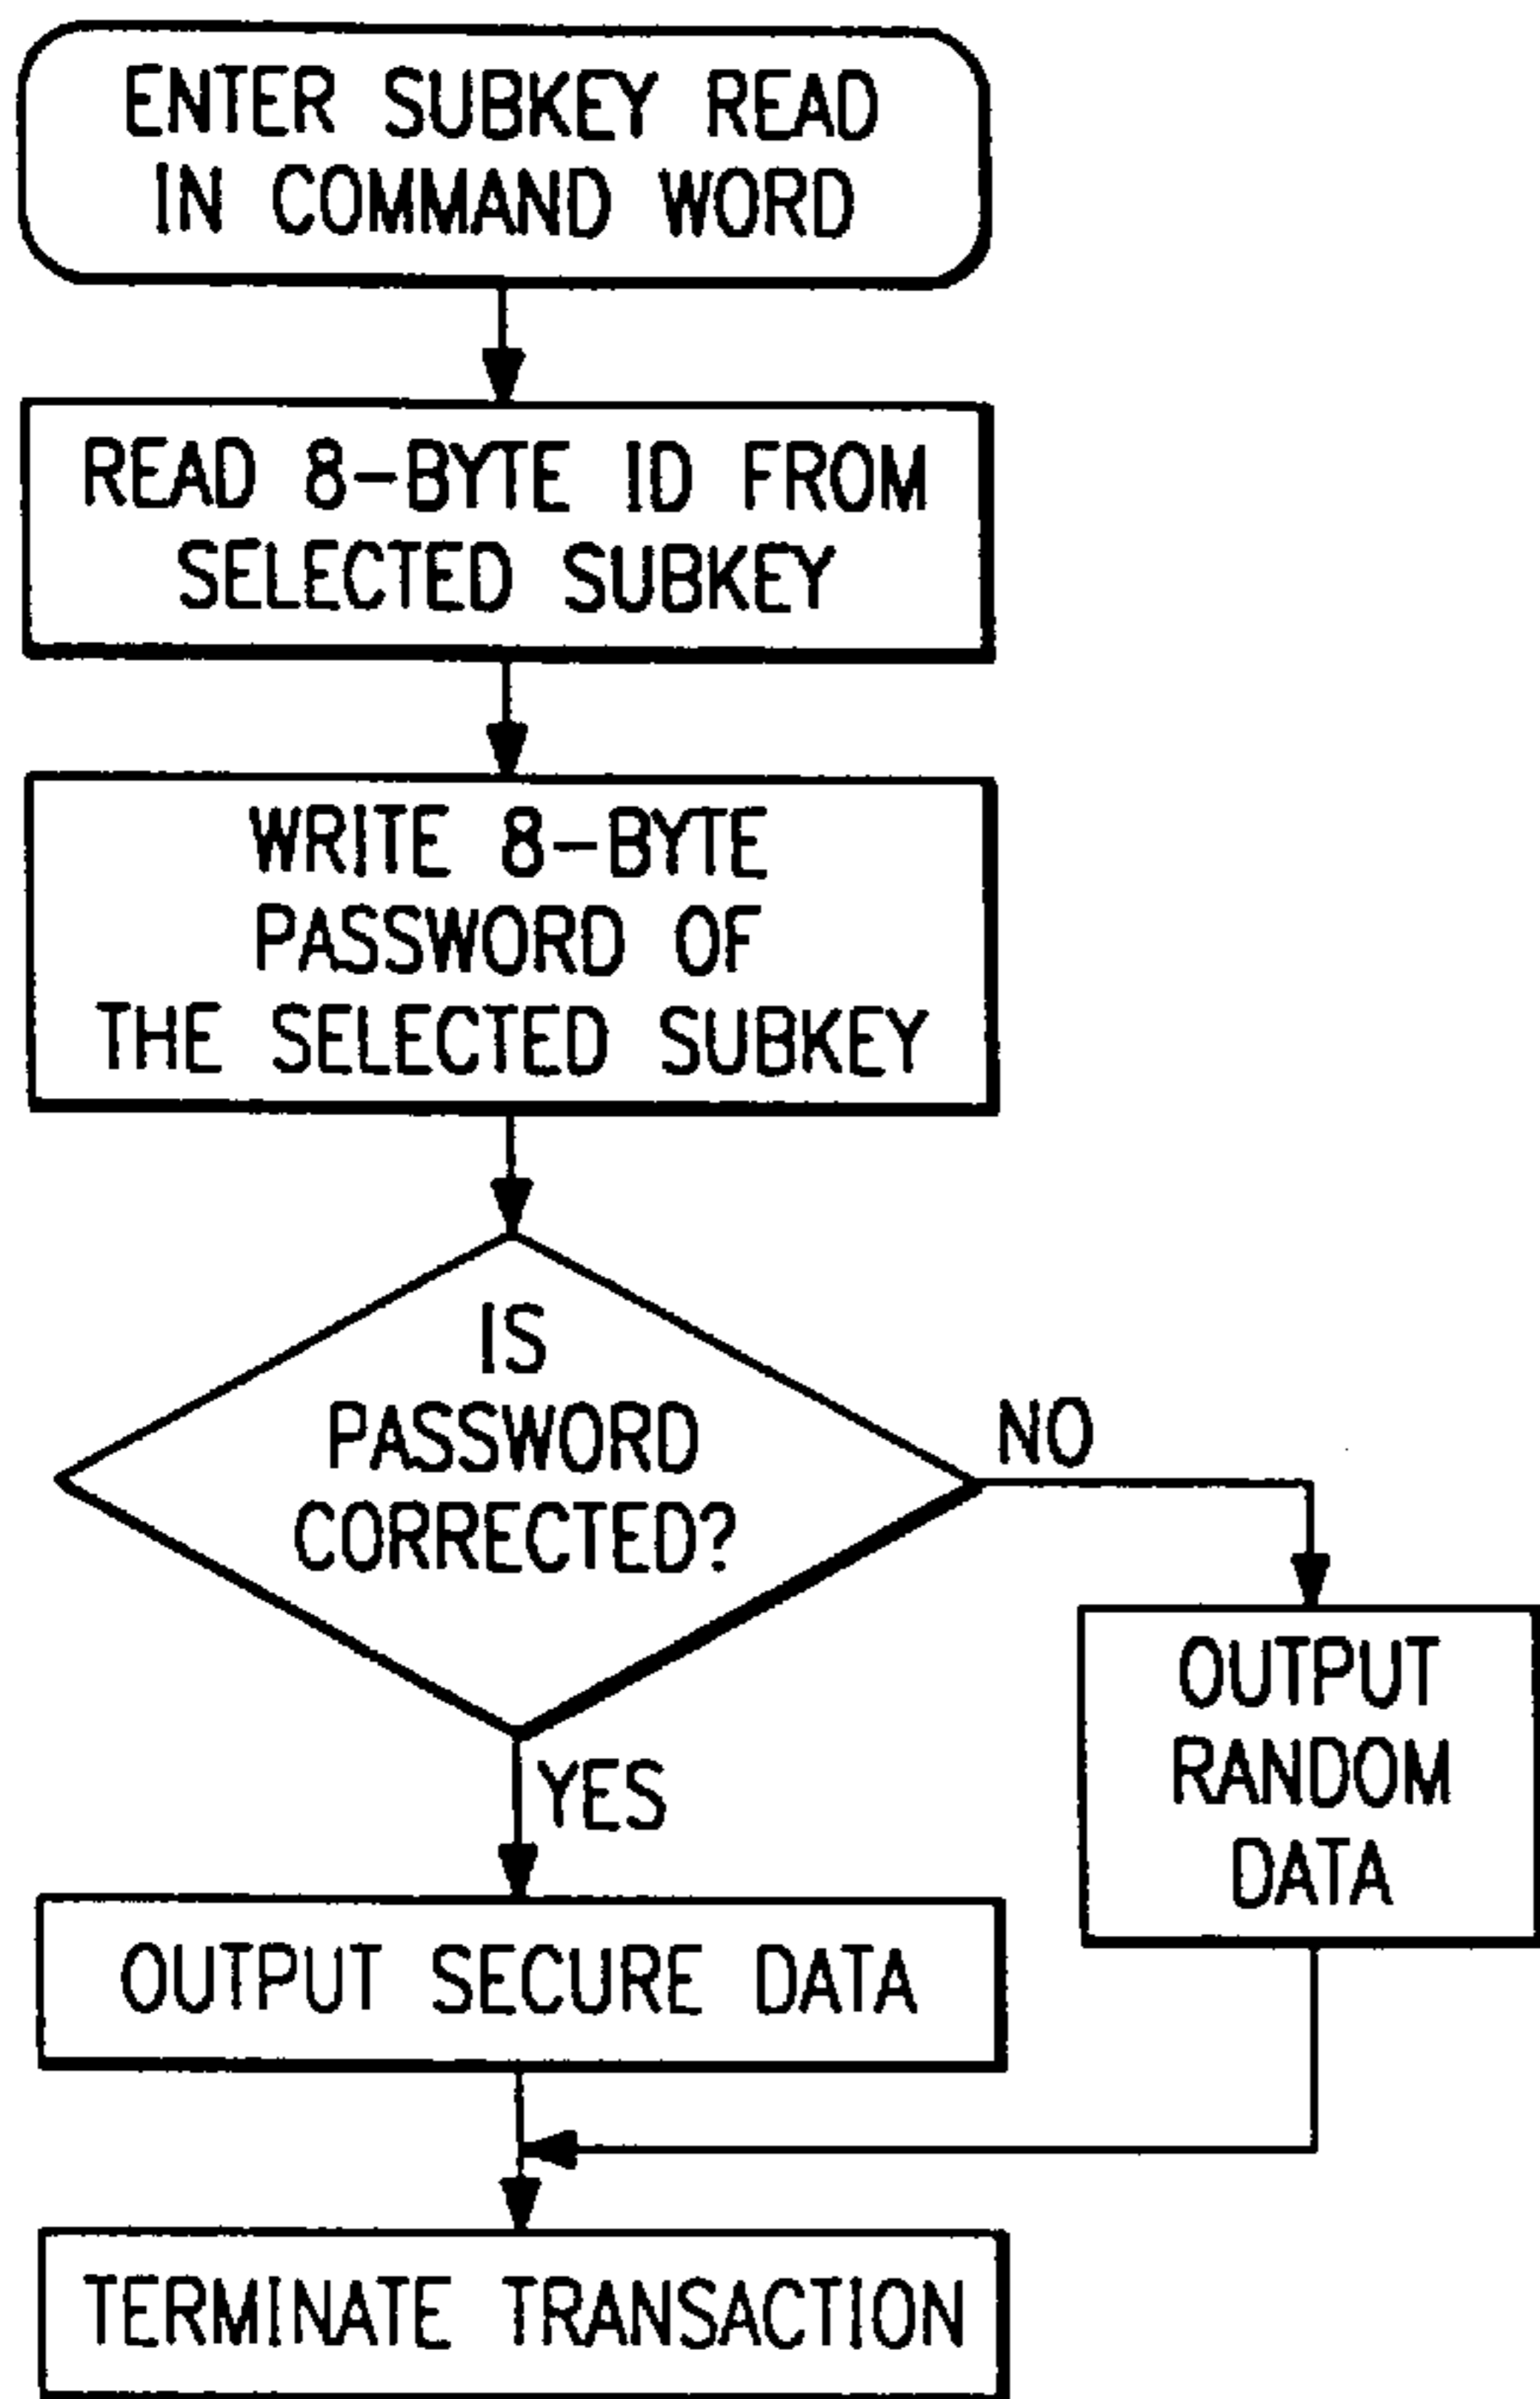 ENTER SUBKEY READ
IN COMMAND WORD
READ 8-BYTE ID FROM
SELECTED SUBKEY
WRITE 8-BYTE
PASSWORD OF
THE SELECTED SUBKEY
IS
PASSWORD
CORRECTED?
NO
YES
OUTPUT
RANDOM
DATA
OUTPUT SECURE DATA
TERMINATE TRANSACTION